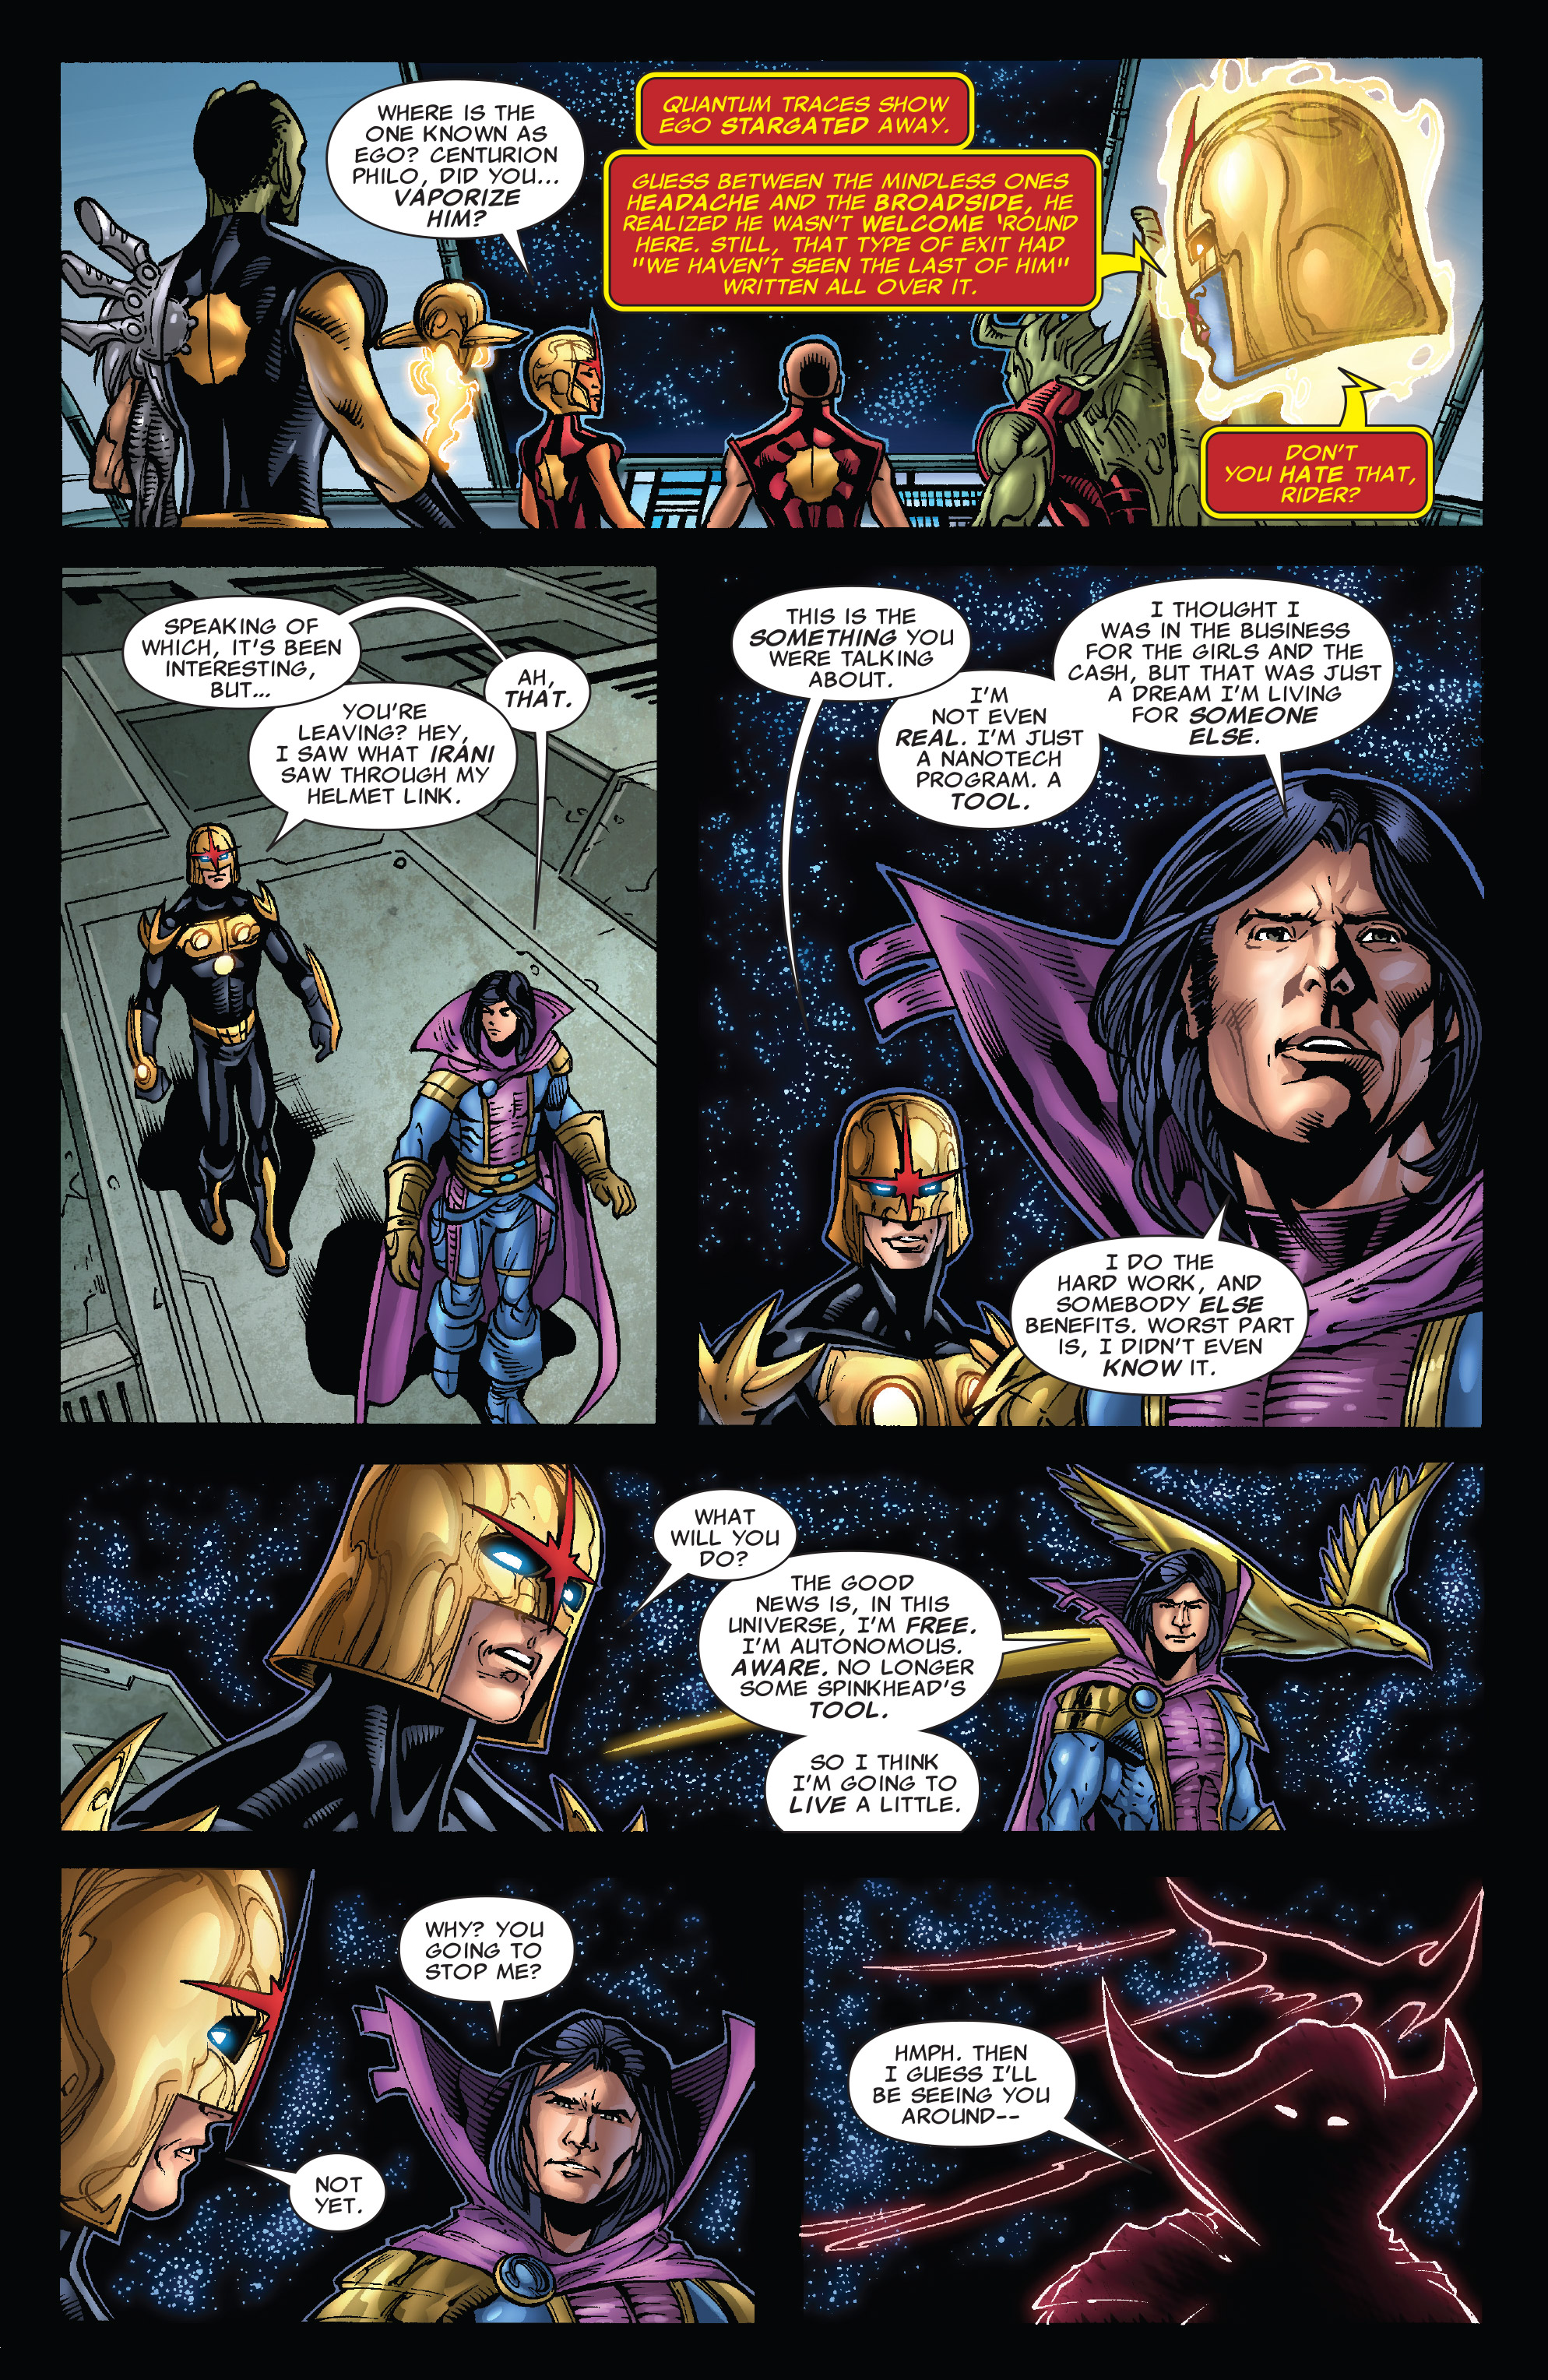 WHERE IS THE
ONE KNOWN AS
EGO? CENTURION
PHILO, DID YOU...
VAPORIZE
HIM?
QUANTUM TRACES SHOW
EGO STARGATED AWAY.
GUESS BETWEEN THE MINDLESS ONES
HEADACHE AND THE BROADSIDE, HE
REALIZED HE WASN'T WELCOME 'ROUND
HERE. STILL, THAT TYPE OF EXIT HAD
"WE HAVEN'T SEEN THE LAST OF HIM"
WRITTEN ALL OVER IT.
DON'T
YOU HATE THAT,
RIDER?
SPEAKING OF
WHICH, IT'S BEEN
INTERESTING,
BUT...
YOU'RE
LEAVING? HEY,
I SAW WHAT IRANI
SAW THROUGH MY
HELMET LINK.
AH,
THAT.
THIS IS THE
SOMETHING YOU
WERE TALKING
ABOUT.
I'M
NOT EVEN
REAL. I'M JUST
A NANOTECH
PROGRAM. A
TOOL.
I THOUGHT I
WAS IN THE BUSINESS
FOR THE GIRLS AND THE
CASH, BUT THAT WAS JUST
A DREAM I'M LIVING
FOR SOMEONE
ELSE.
I DO THE
HARD WORK, AND
SOMEBODY ELSE
BENEFITS. WORST PART
IS, I DIDN'T EVEN
KNOW IT.
WHAT
WILL YOU
DO?
THE GOOD
NEWS IS, IN THIS
UNIVERSE, I'M FREE.
I'M AUTONOMOUS.
AWARE. NO LONGER
SOME SPINKHEAD'S
TOOL.
SO I THINK
I'M GOING TO
LIVE A LITTLE.
WHY? YOU
GOING TO
STOP ME?
NOT
YET.
HMPH. THEN
I GUESS I'LL
BE SEEING YOU
AROUND--